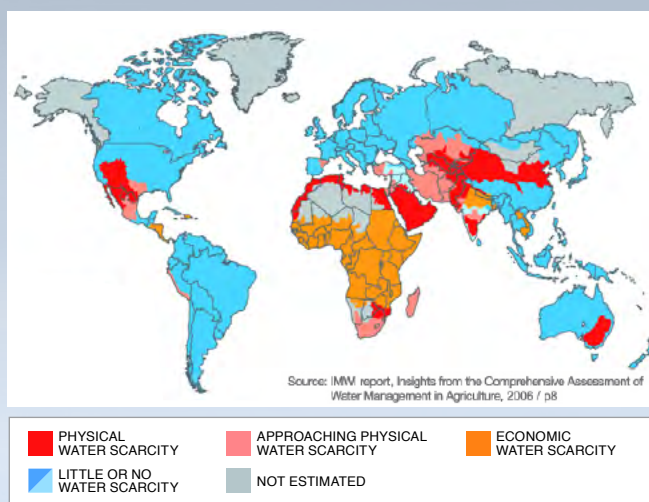 Source: IMWI report, Insights from the Comprehensive Assessment of
Water Management in Agriculture, 2006 / p8
PHYSICAL
WATER SCARCITY
APPROACHING PHYSICAL
WATER SCARCITY
ECONOMIC
WATER SCARCITY
LITTLE OR NO
WATER SCARCITY
NOT ESTIMATED